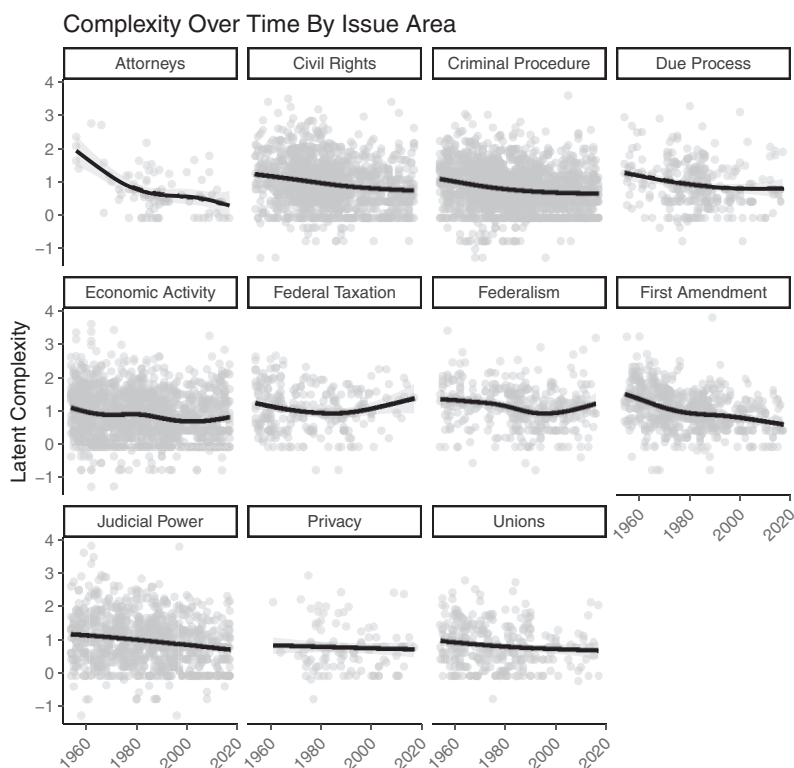 Complexity Over Time By Issue Area
Attorneys Civil Rights Criminal Procedure Due Process
4
3
2
1
0
−1
Economic Activity Federal Taxation Federalism First Amendment
4
3
2
1
0
−1
Latent Complexity
1960 1980 2000 2020
Judicial Power Privacy Unions
4
3
2
1
0
−1
1960 1980 2000 2020 1960 1980 2000 2020 1960 1980 2000 2020